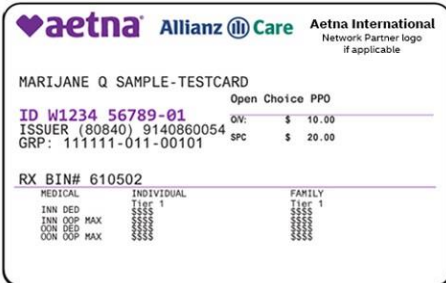 aetna Allianz Care Aetna International
Network Partner logo
if applicable
MARIJANE Q SAMPLE-TESTCARD
Open Choice PPO
ID W1234 56789-01
O/V: $ 10.00
ISSUER (80840) 9140860054
SPC $ 20.00
GRP: 111111-011-00101
RX BIN# 610502
MEDICAL INDIVIDUAL FAMILY
Tier 1 Tier 1
INN DED $$$$ $$$$
INN OOP MAX $$$$ $$$$
OON DED $$$$ $$$$
OON OOP MAX $$$$ $$$$